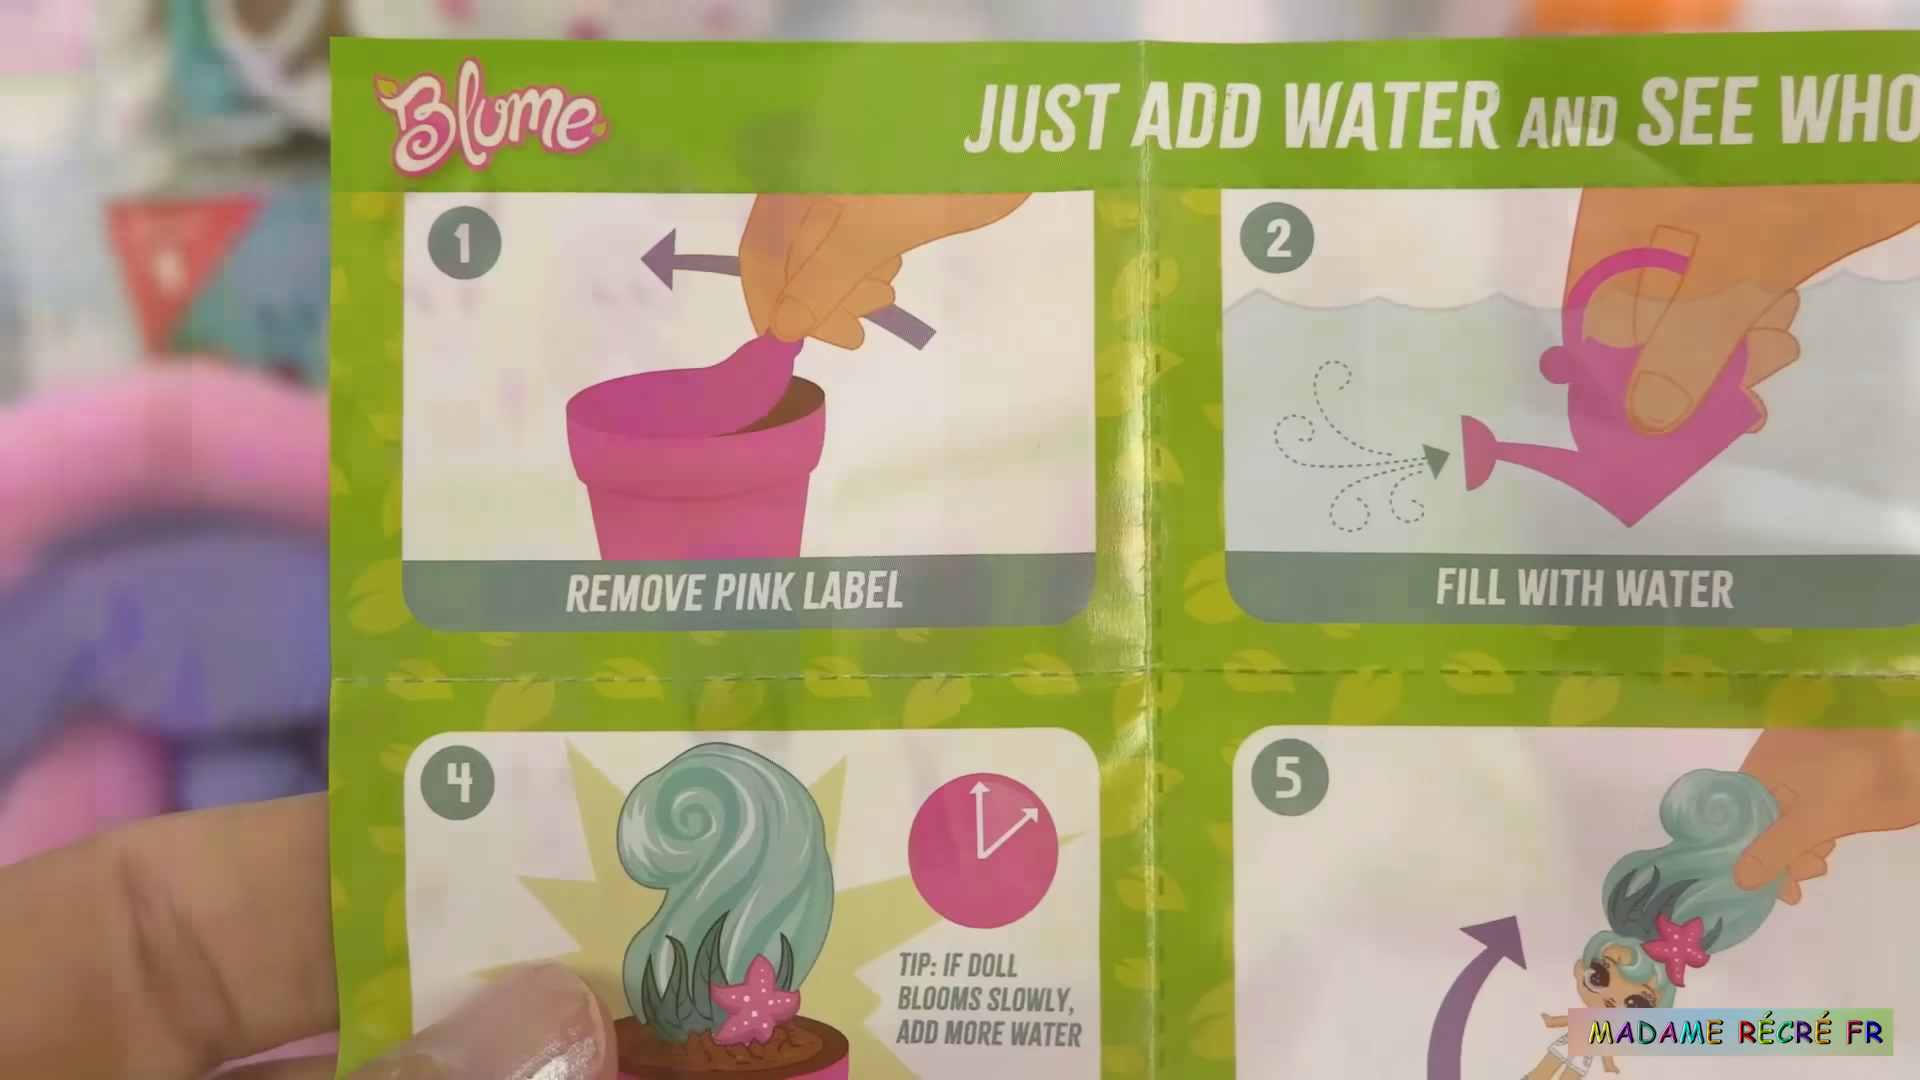 Blume
JUST ADD WATER AND SEE WHO
1
2
REMOVE PINK LABEL
FILL WITH WATER
4
5
TIP: IF DOLL
BLOOMS SLOWLY,
ADD MORE WATER
MADAME RÉCRÉ FR